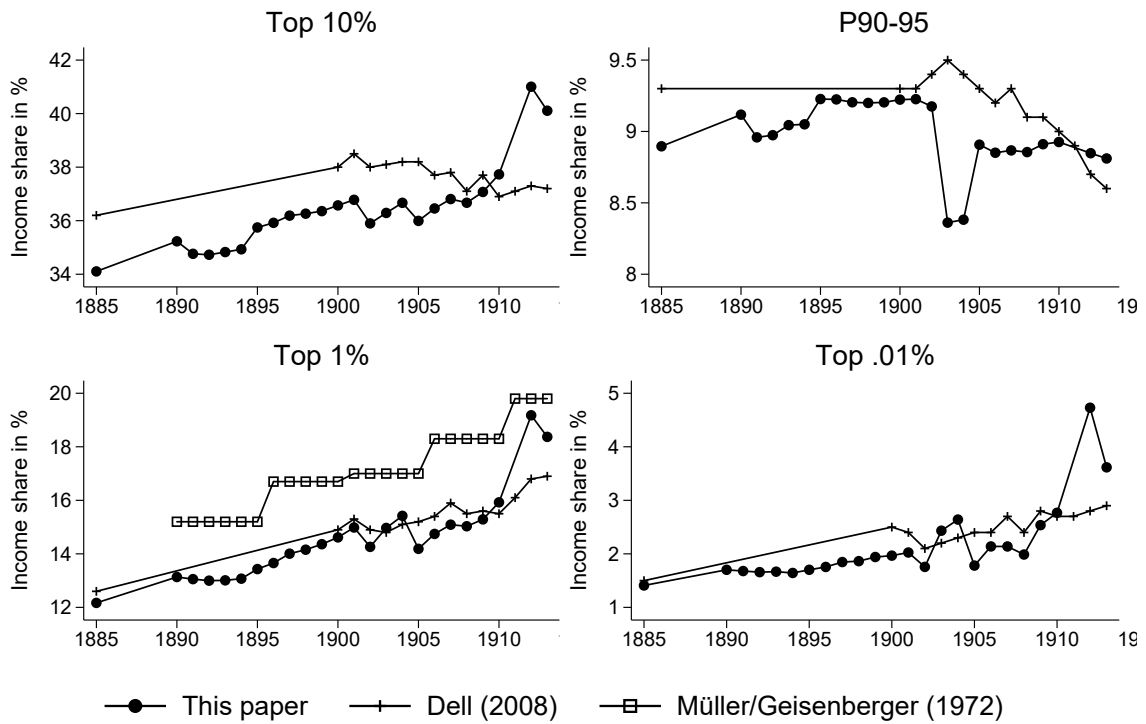 Top 10%
Income share in %
42
40
38
36
34
1885 1890 1895 1900 1905 1910
P90-95
Income share in %
9.5
9
8.5
8
1885 1890 1895 1900 1905 1910 19
Top 1%
Income share in %
20
18
16
14
12
1885 1890 1895 1900 1905 1910
Top .01%
Income share in %
5
4
3
2
1
1885 1890 1895 1900 1905 1910 19
This paper Dell (2008) Müller/Geisenberger (1972)